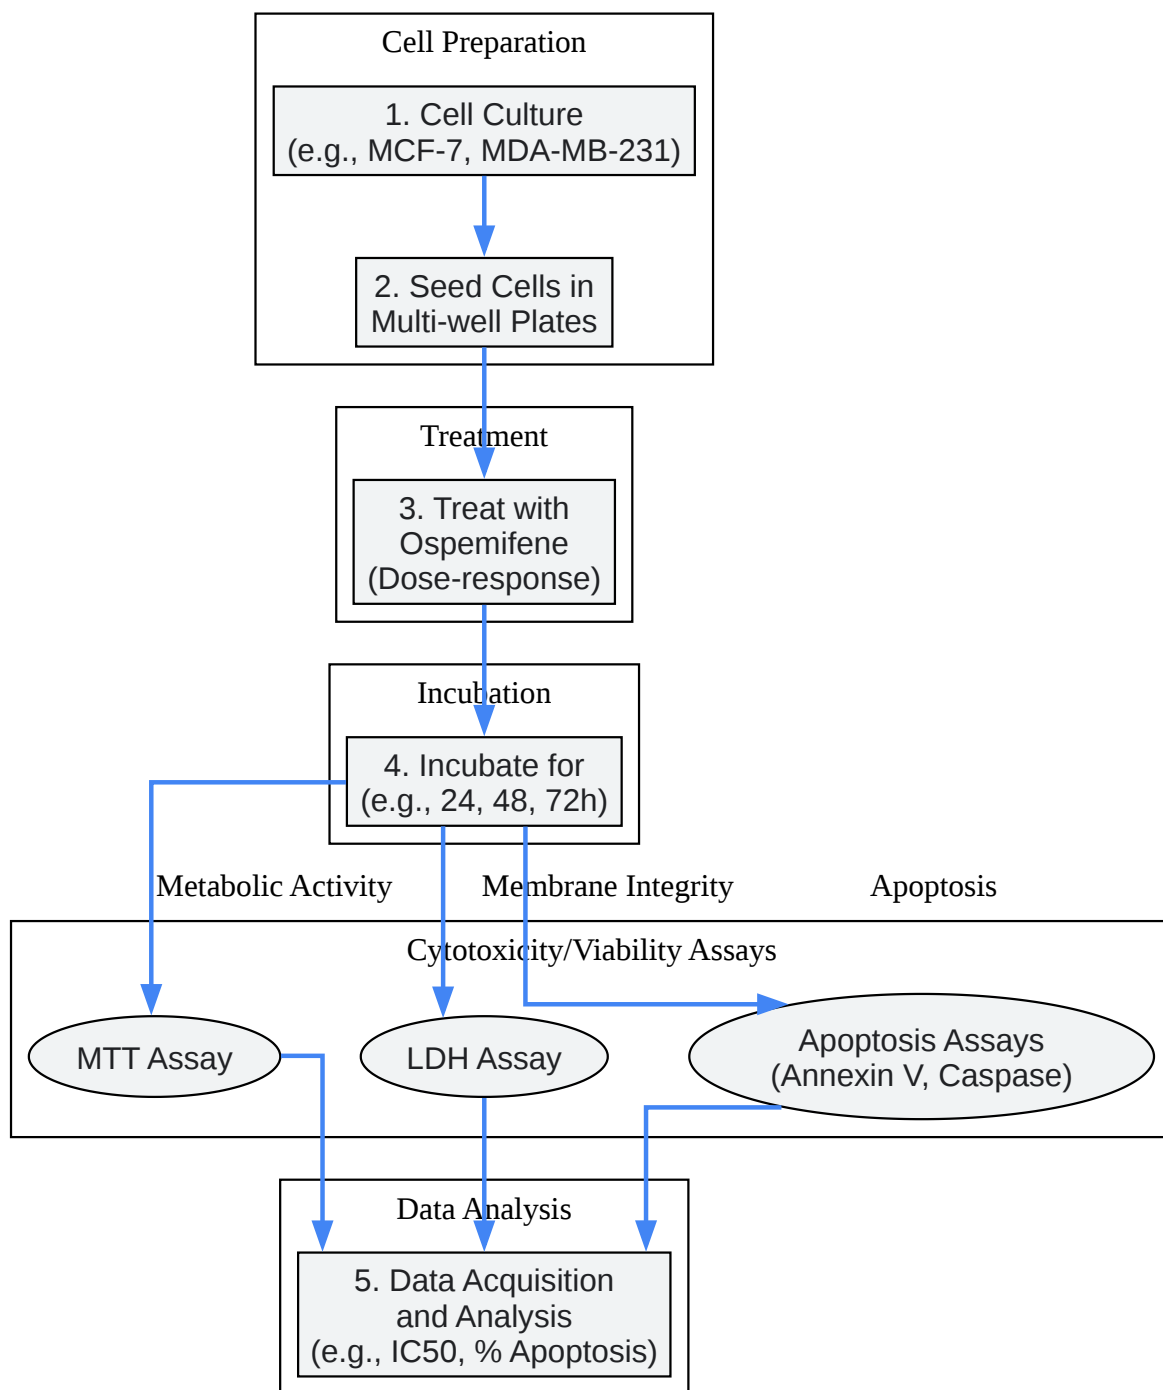 Cell Preparation
1. Cell Culture
(e.g., MCF-7, MDA-MB-231)
2. Seed Cells in
Multi-well Plates
Treatment
3. Treat with
Ospemifene
(Dose-response)
Incubation
4. Incubate for
(e.g., 24, 48, 72h)
Metabolic Activity
Membrane Integrity
Apoptosis
Cytotoxicity/Viability Assays
MTT Assay
LDH Assay
Apoptosis Assays
(Annexin V, Caspase)
Data Analysis
5. Data Acquisition
and Analysis
(e.g., IC50, % Apoptosis)